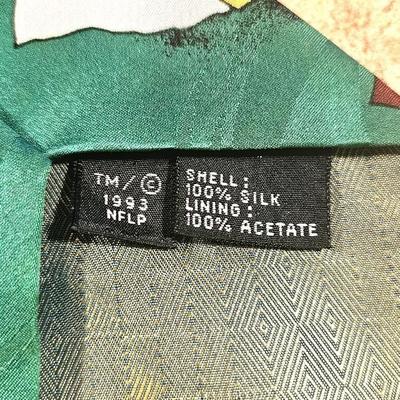 TM/©
1993
NFLP
SHELL:
100% SILK
LINING:
100% ACETATE